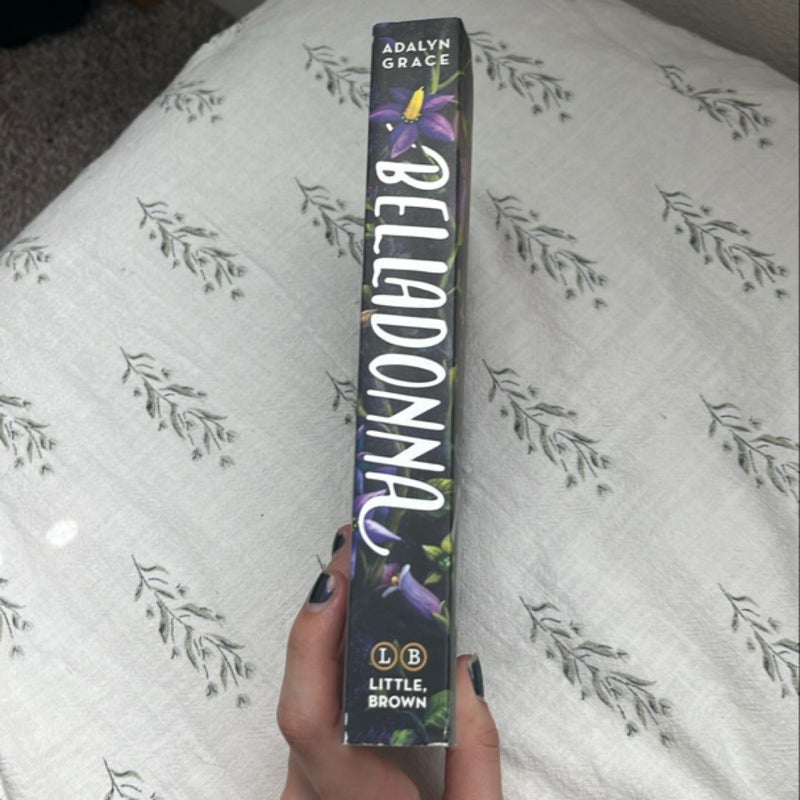 ADALYN
GRACE
BELLADONNA
L B
LITTLE,
BROWN